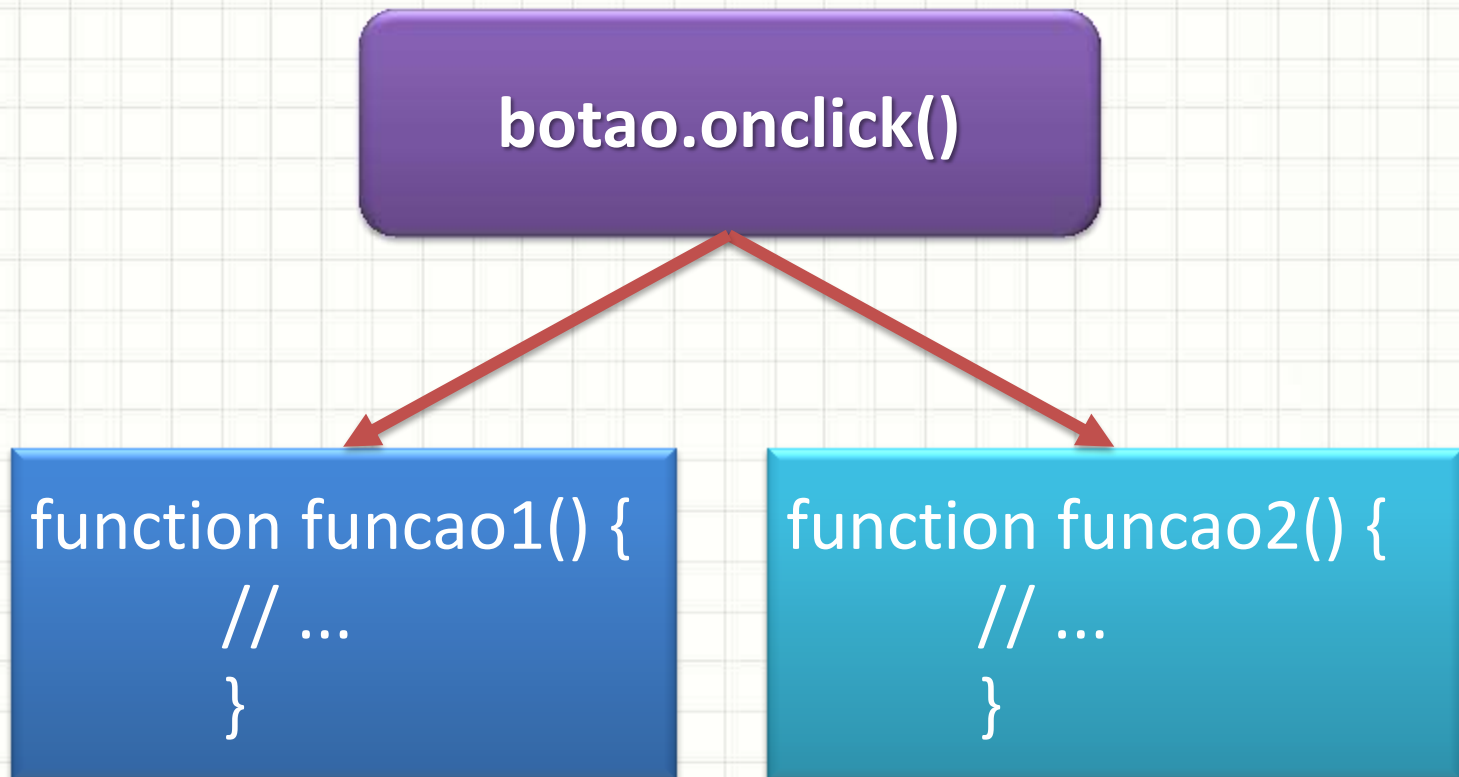 botao.onclick()
function funcao1() {
// ...
}
function funcao2() {
// ...
}